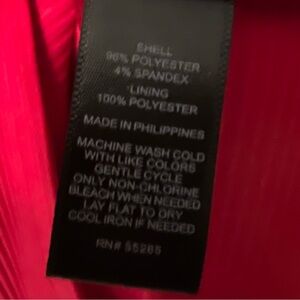 SHELL
96% POLYESTER
4% SPANDEX
LINING
100% POLYESTER
MADE IN PHILIPPINES
MACHINE WASH COLD
WITH LIKE COLORS
GENTLE CYCLE
ONLY NON-CHLORINE
BLEACH WHEN NEEDED
LAY FLAT TO DRY
COOL IRON IF NEEDED
RN# 95265